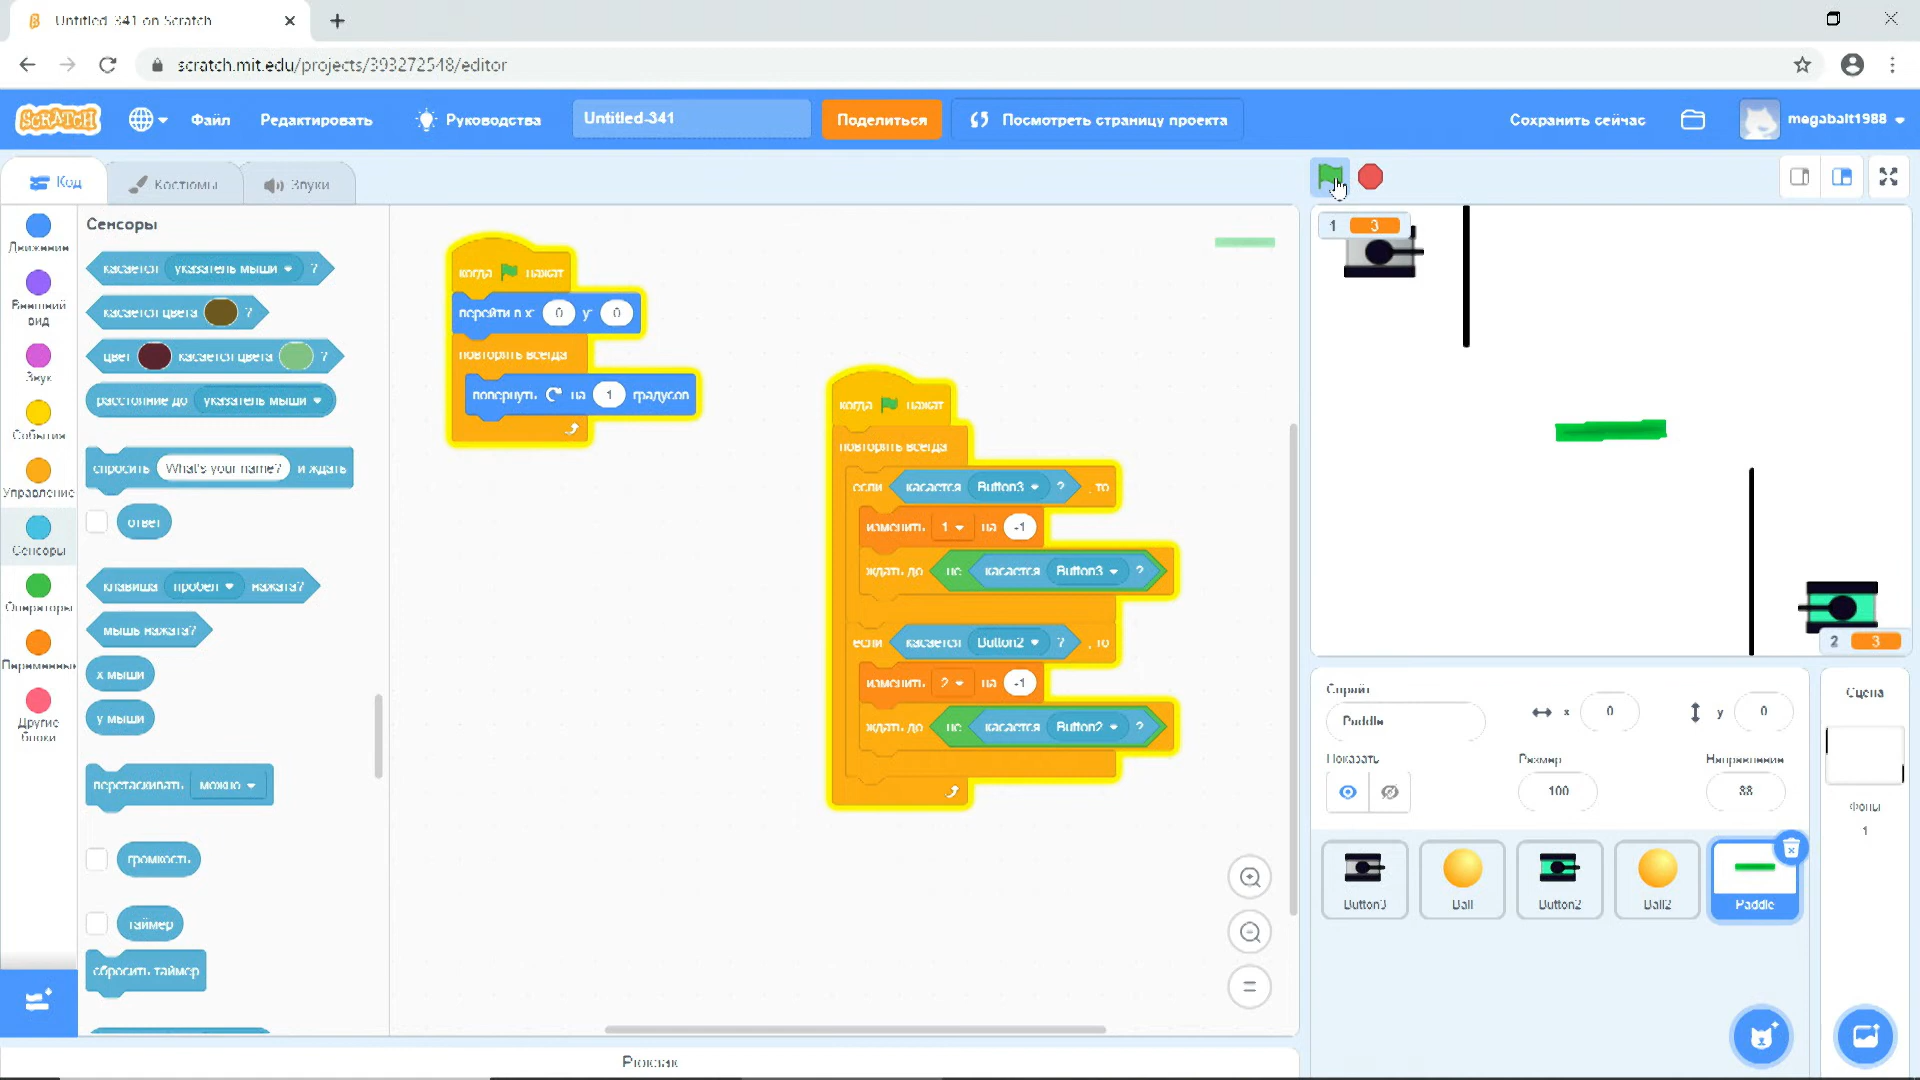 Untitled-341 on Scratch
scratch.mit.edu/projects/393272548/editor
SCRATCH
Файл
Редактировать
Руководства
Untitled-341
Поделиться
Посмотреть страницу проекта
Сохранить сейчас
megabait1988
Код
Костюмы
Звуки
Движение
Внешний вид
Звук
События
Управление
Сенсоры
Операторы
Переменные
Другие блоки
Сенсоры
касается указатель мыши ?
касается цвета ?
цвет касается цвета ?
расстояние до указатель мыши
спросить What's your name? и ждать
ответ
клавиша пробел нажата?
мышь нажата?
x мыши
y мыши
перетаскивать можно
громкость
таймер
сбросить таймер
когда нажат
перейти в x: 0 y: 0
повторять всегда
повернуть на 1 градусов
когда нажат
повторять всегда
если касается Button3 ? , то
изменить 1 на -1
ждать до не касается Button3 ?
если касается Button2 ? , то
изменить 2 на -1
ждать до не касается Button2 ?
1 3
2 3
Спрайт
Paddle
x 0
y 0
Показать
Размер
100
Направление
88
Button3
Ball
Button2
Ball2
Paddle
Сцена
Фоны
1
Рюкзак